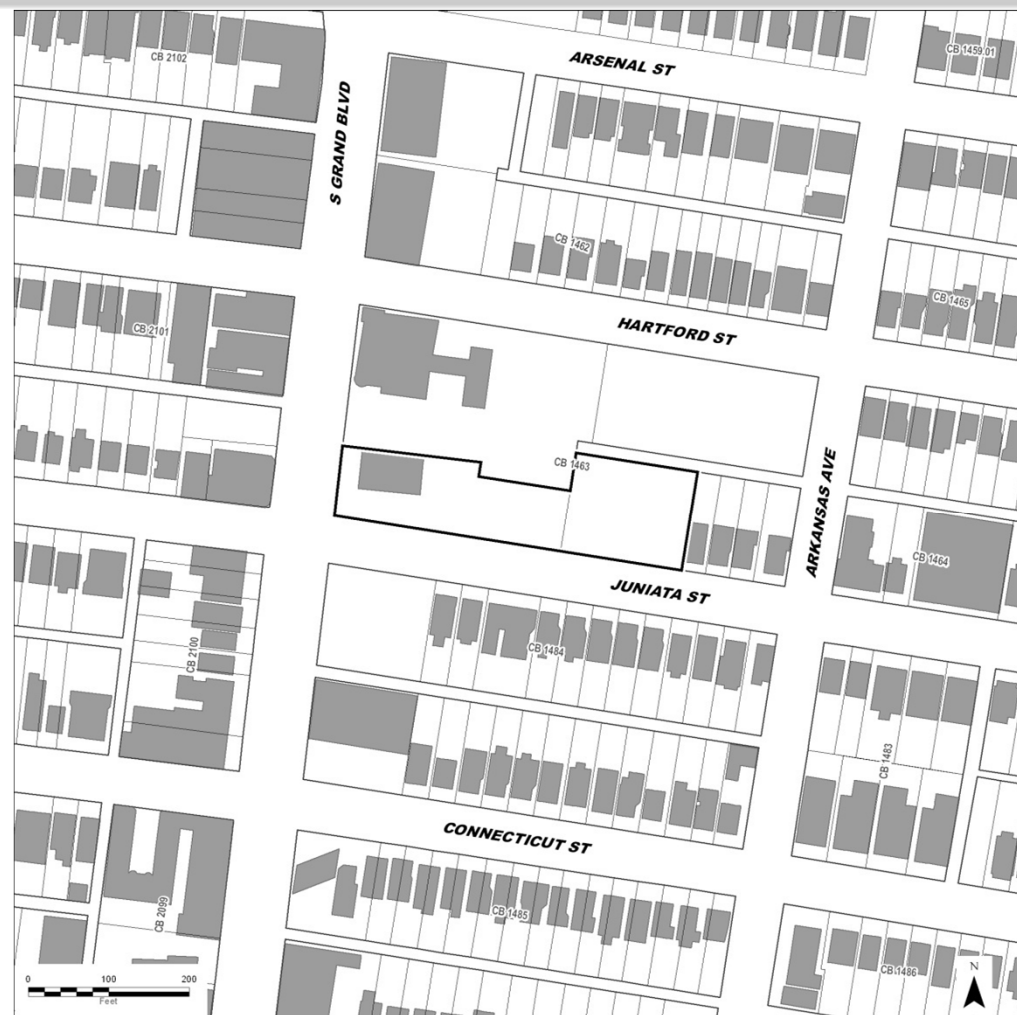 ARSENAL ST
CB 2102
CB 1459.01
S GRAND BLVD
CB 1462
CB 1465
CB 2101
HARTFORD ST
CB 1463
ARKANSAS AVE
CB 1464
JUNIATA ST
CB 2100
CB 1484
CB 1483
CONNECTICUT ST
CB 2099
CB 1485
CB 1486
0 100 200
Feet
N